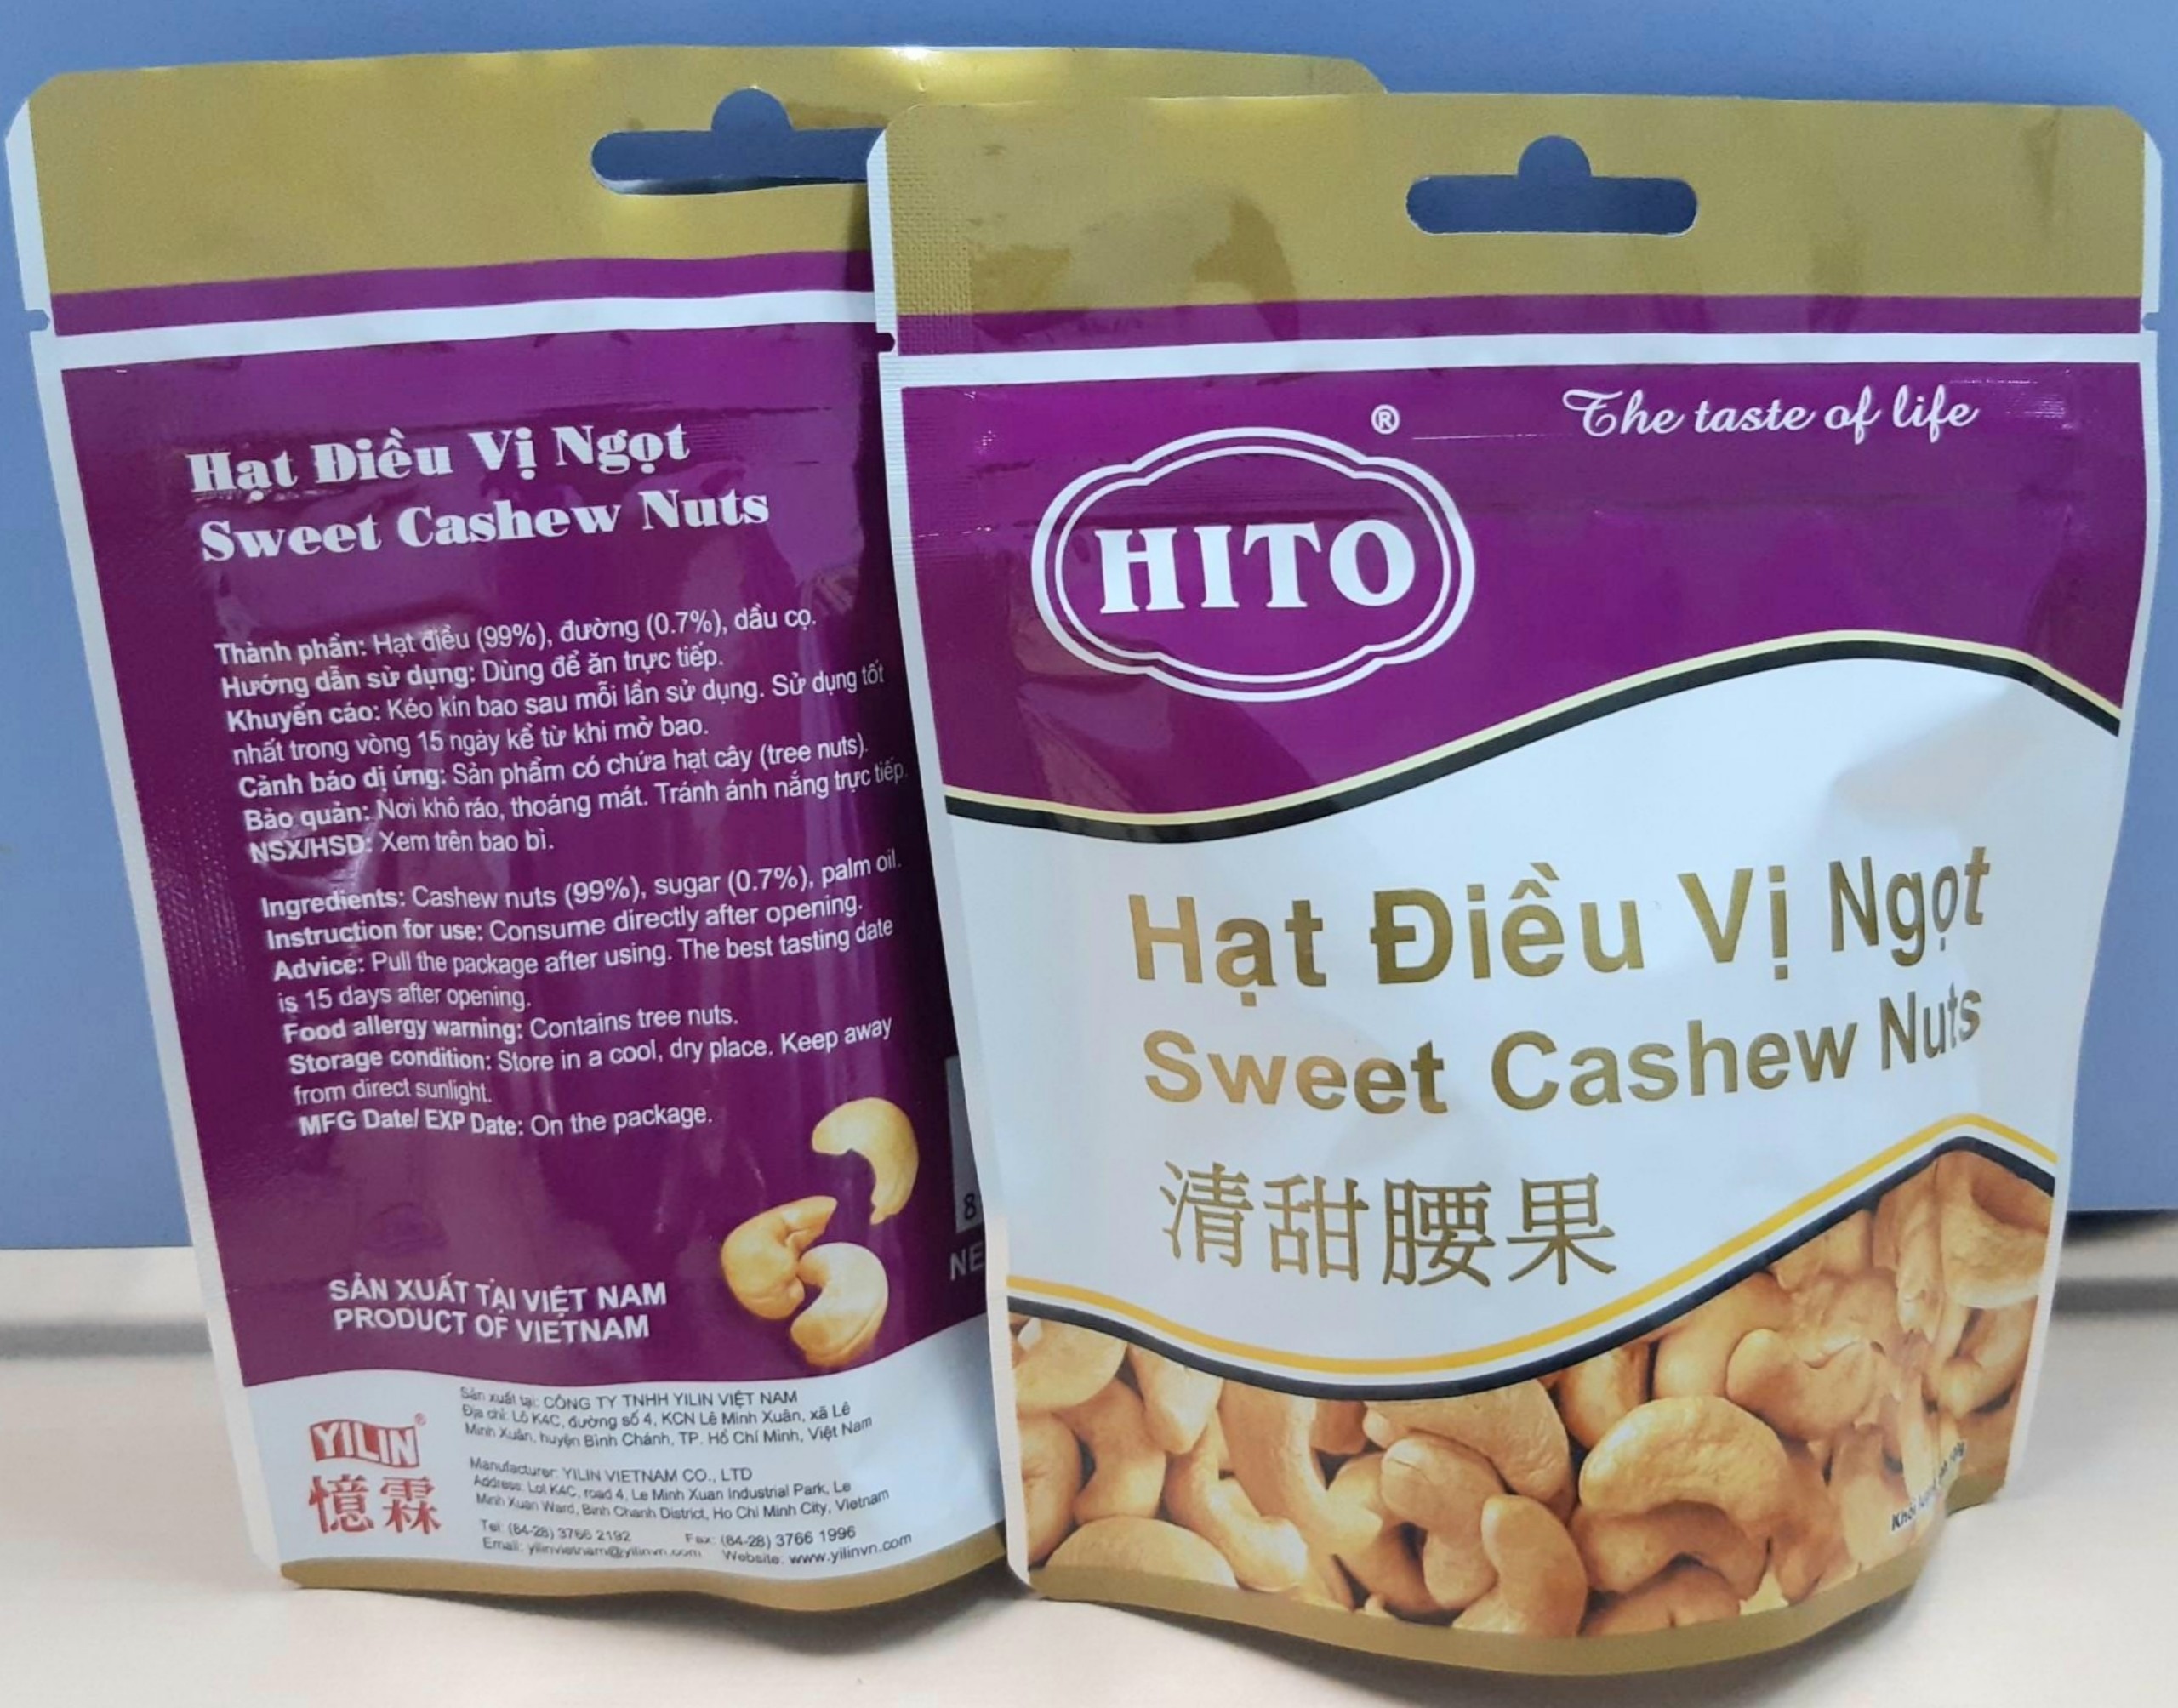 Hạt Điều Vị Ngọt
Sweet Cashew Nuts
Thành phần: Hạt điều (99%), đường (0.7%), dầu cọ.
Hướng dẫn sử dụng: Dùng để ăn trực tiếp.
Khuyến cáo: Kéo kín bao sau mỗi lần sử dụng. Sử dụng tốt
nhất trong vòng 15 ngày kể từ khi mở bao.
Cảnh báo dị ứng: Sản phẩm có chứa hạt cây (tree nuts).
Bảo quản: Nơi khô ráo, thoáng mát. Tránh ánh nắng trực tiếp.
NSX/HSD: Xem trên bao bì.
Ingredients: Cashew nuts (99%), sugar (0.7%), palm oil.
Instruction for use: Consume directly after opening.
Advice: Pull the package after using. The best tasting date
is 15 days after opening.
Food allergy warning: Contains tree nuts.
Storage condition: Store in a cool, dry place. Keep away
from direct sunlight.
MFG Date/ EXP Date: On the package.
8
NE
SẢN XUẤT TẠI VIỆT NAM
PRODUCT OF VIETNAM
YILIN®
憶霖
Sản xuất tại: CÔNG TY TNHH YILIN VIỆT NAM
Địa chỉ: Lô K4C, đường số 4, KCN Lê Minh Xuân, xã Lê
Minh Xuân, huyện Bình Chánh, TP. Hồ Chí Minh, Việt Nam
Manufacturer: YILIN VIETNAM CO., LTD
Address: Lot K4C, road 4, Le Minh Xuan Industrial Park, Le
Minh Xuan Ward, Binh Chanh District, Ho Chi Minh City, Vietnam
Tel: (84-28) 3766 2192 Fax: (84-28) 3766 1996
Email: yilinvietnam@yilinvn.com Website: www.yilinvn.com
The taste of life
HITO®
Hạt Điều Vị Ngọt
Sweet Cashew Nuts
清甜腰果
Khối lượng